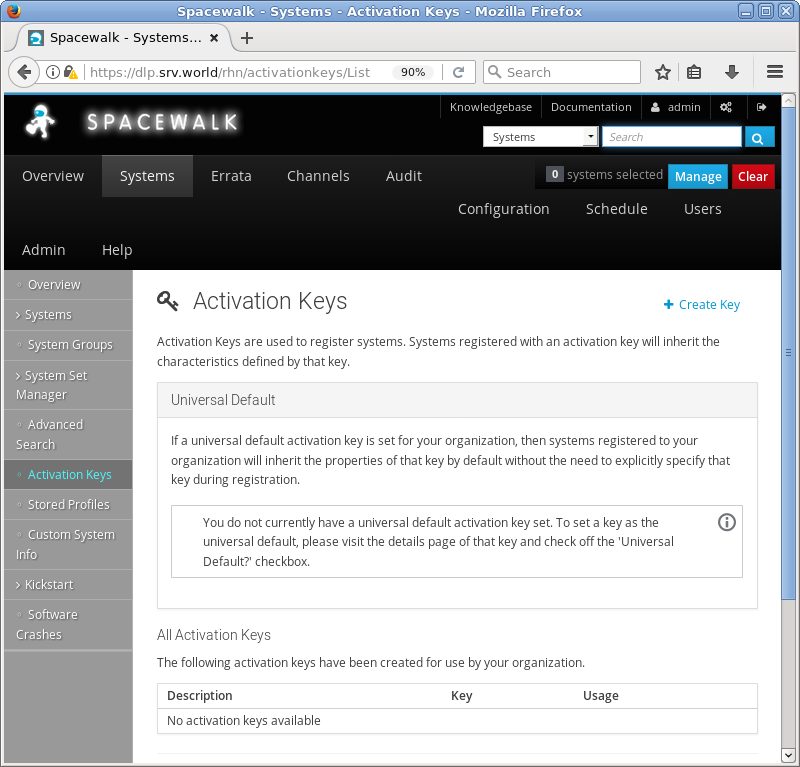 Spacewalk - Systems - Activation Keys - Mozilla Firefox
Spacewalk - Systems...
https://dlp.srv.world/rhn/activationkeys/List
90%
Search
Knowledgebase
Documentation
admin
SPACEWALK
Systems
Search
Overview
Systems
Errata
Channels
Audit
0 systems selected
Manage
Clear
Configuration
Schedule
Users
Admin
Help
Overview
Systems
System Groups
System Set
Manager
Advanced
Search
Activation Keys
Stored Profiles
Custom System
Info
Kickstart
Software
Crashes
Activation Keys
+ Create Key
Activation Keys are used to register systems. Systems registered with an activation key will inherit the
characteristics defined by that key.
Universal Default
If a universal default activation key is set for your organization, then systems registered to your
organization will inherit the properties of that key by default without the need to explicitly specify that
key during registration.
You do not currently have a universal default activation key set. To set a key as the
universal default, please visit the details page of that key and check off the 'Universal
Default?' checkbox.
All Activation Keys
The following activation keys have been created for use by your organization.
Description Key Usage
No activation keys available